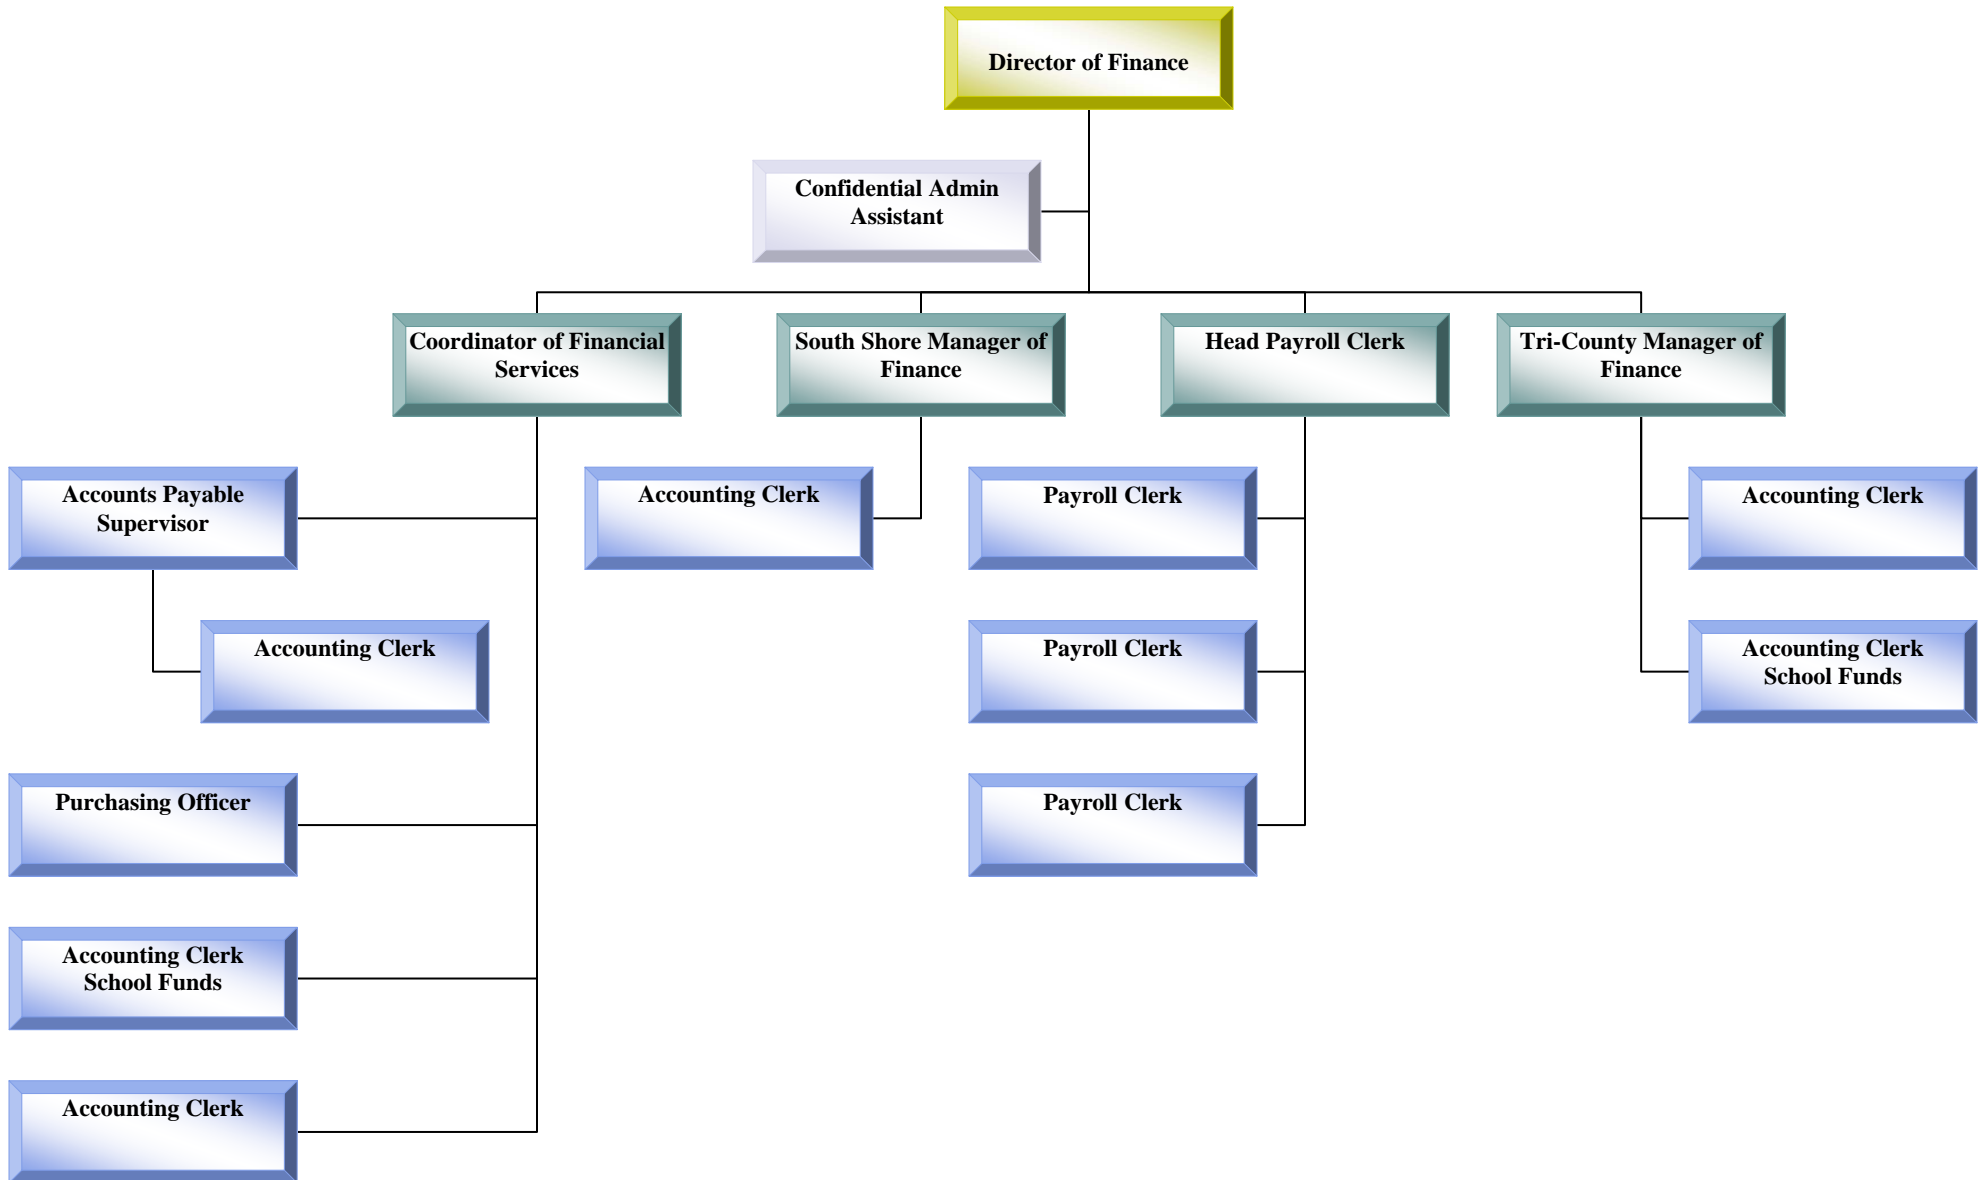 Director of Finance
Confidential Admin
Assistant
Coordinator of Financial
Services
South Shore Manager of
Finance
Head Payroll Clerk
Tri-County Manager of
Finance
Accounts Payable
Supervisor
Accounting Clerk
Payroll Clerk
Accounting Clerk
Accounting Clerk
Payroll Clerk
Accounting Clerk
School Funds
Purchasing Officer
Payroll Clerk
Accounting Clerk
School Funds
Accounting Clerk